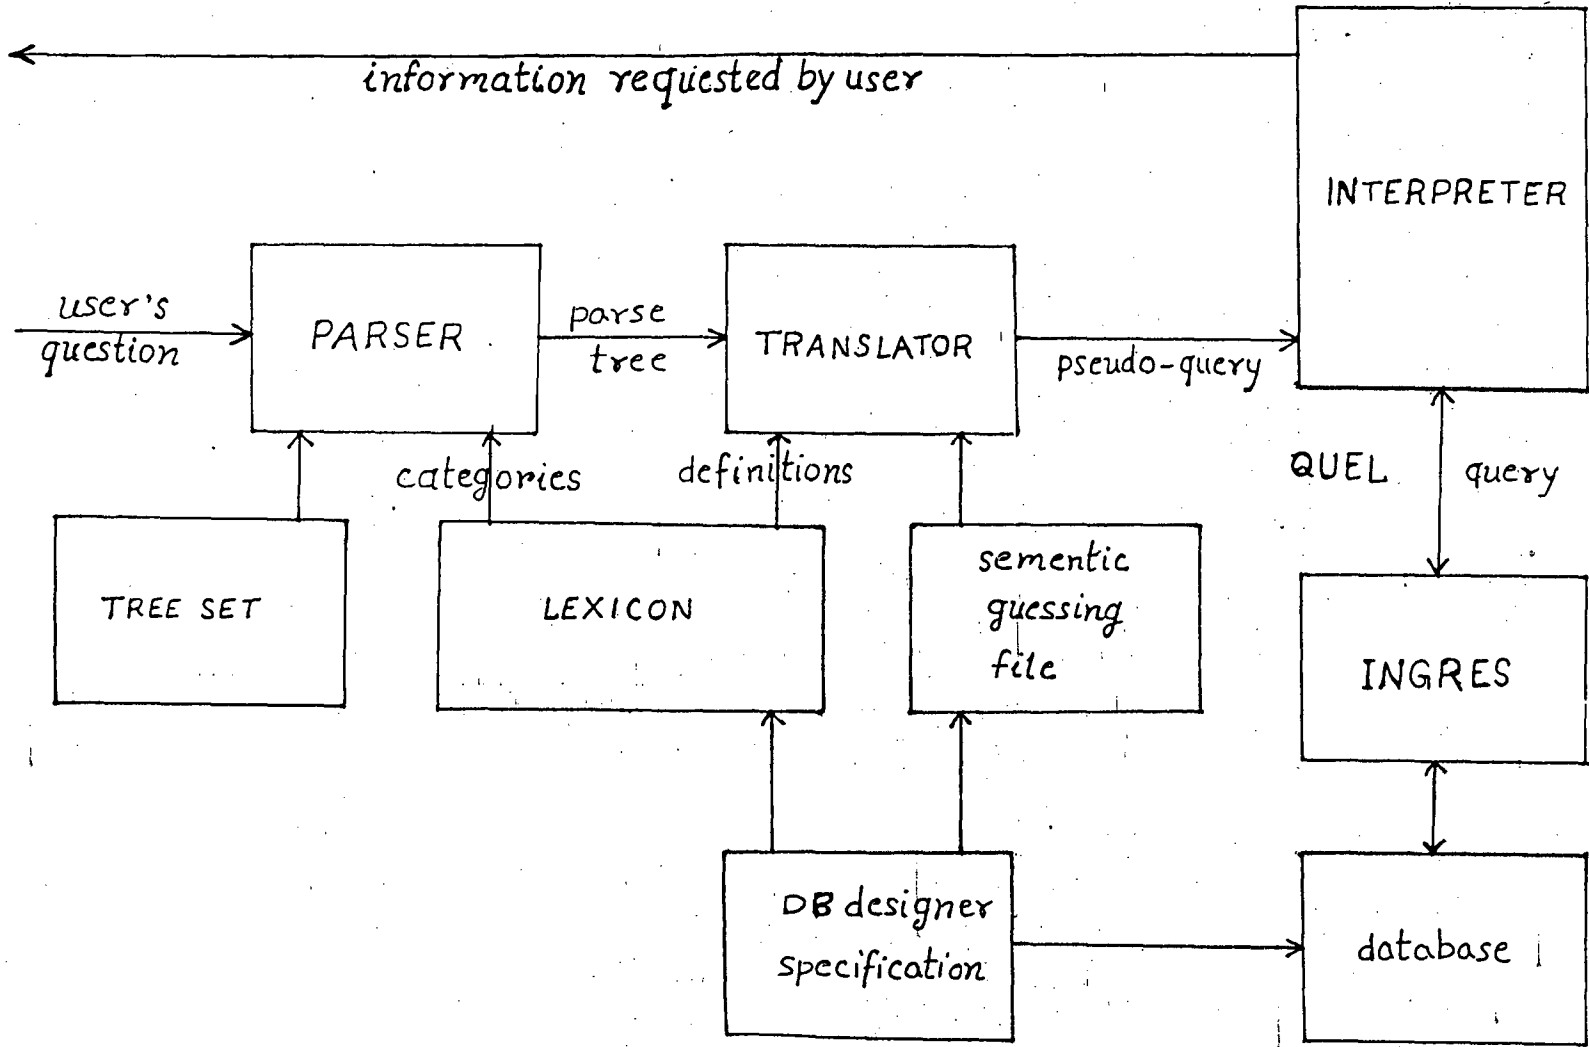 information requested by user
INTERPRETER
user's
question
PARSER
parse
tree
TRANSLATOR
pseudo-query
categories
definitions
QUEL query
TREE SET
LEXICON
sementic
guessing
file
INGRES
DB designer
specification
database